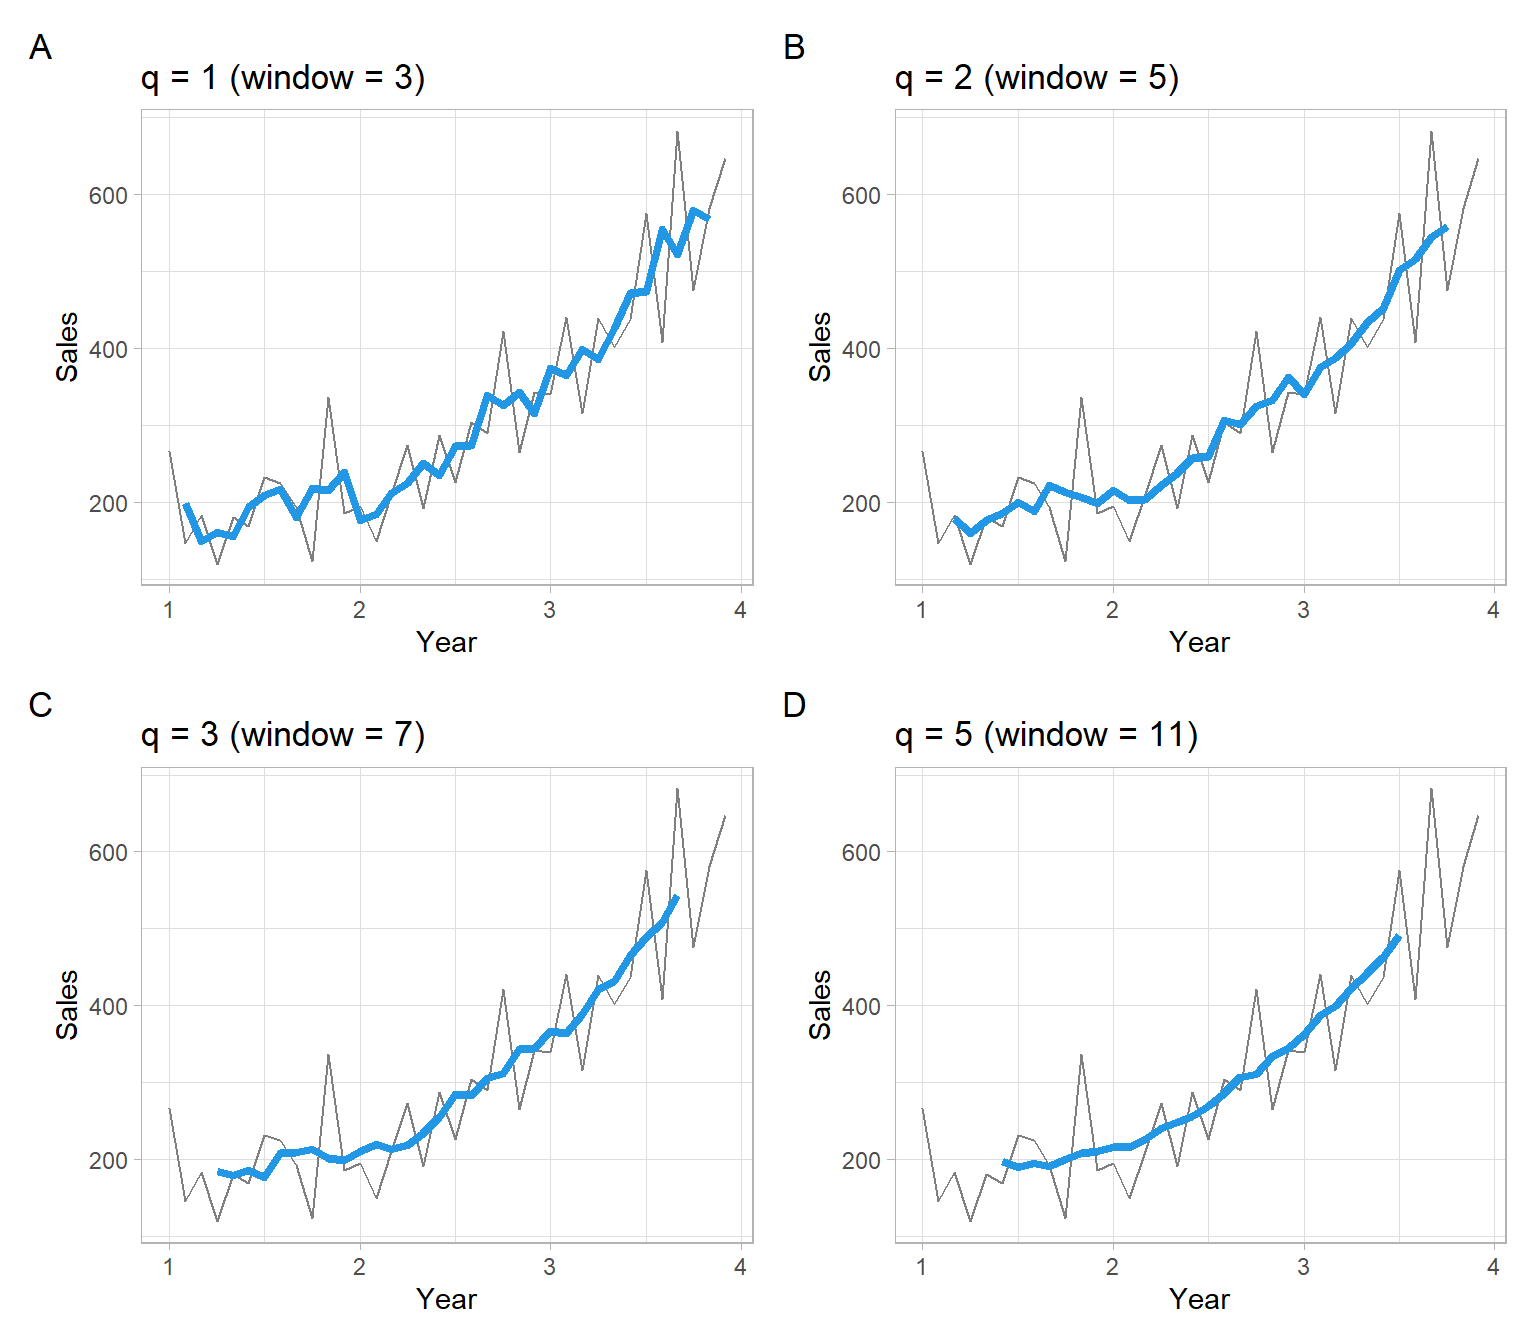 A
q = 1 (window = 3)
600
400
200
Sales
1 2 3 4
Year
B
q = 2 (window = 5)
600
400
200
Sales
1 2 3 4
Year
C
q = 3 (window = 7)
600
400
200
Sales
1 2 3 4
Year
D
q = 5 (window = 11)
600
400
200
Sales
1 2 3 4
Year